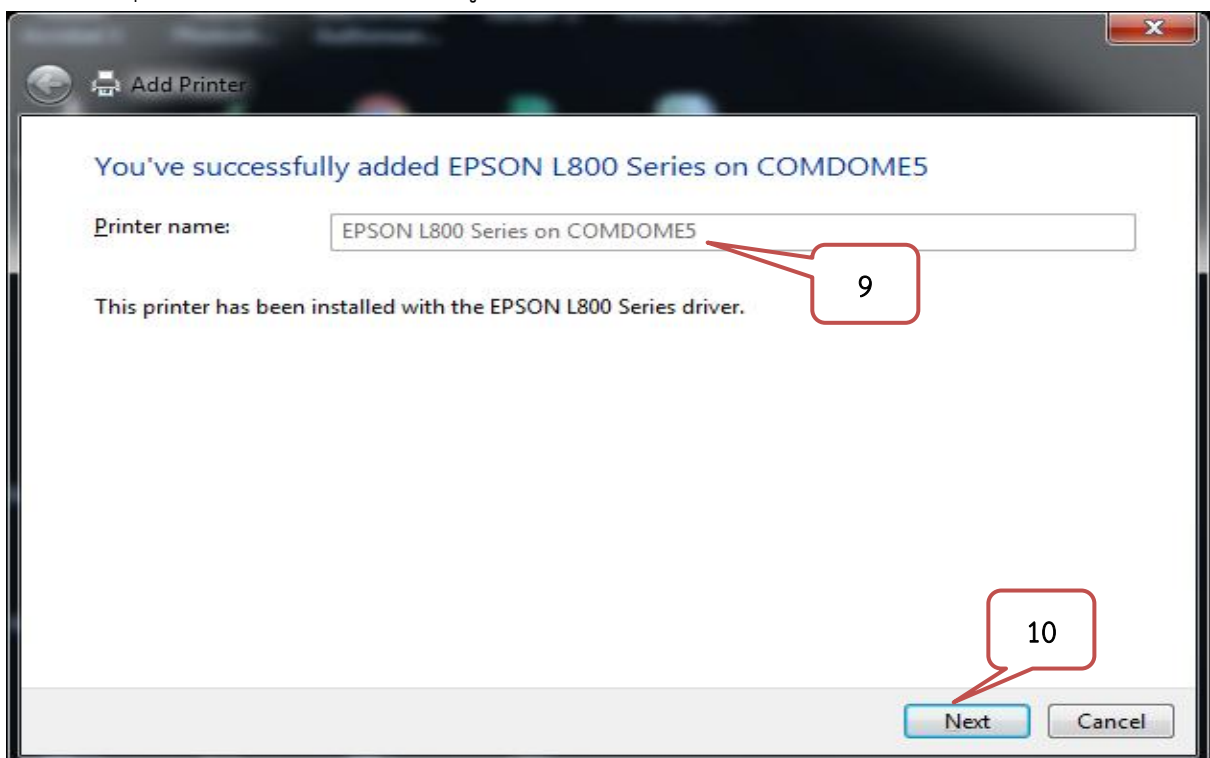 Add Printer
You've successfully added EPSON L800 Series on COMDOME5
Printer name: EPSON L800 Series on COMDOME5
9
This printer has been installed with the EPSON L800 Series driver.
10
Next Cancel